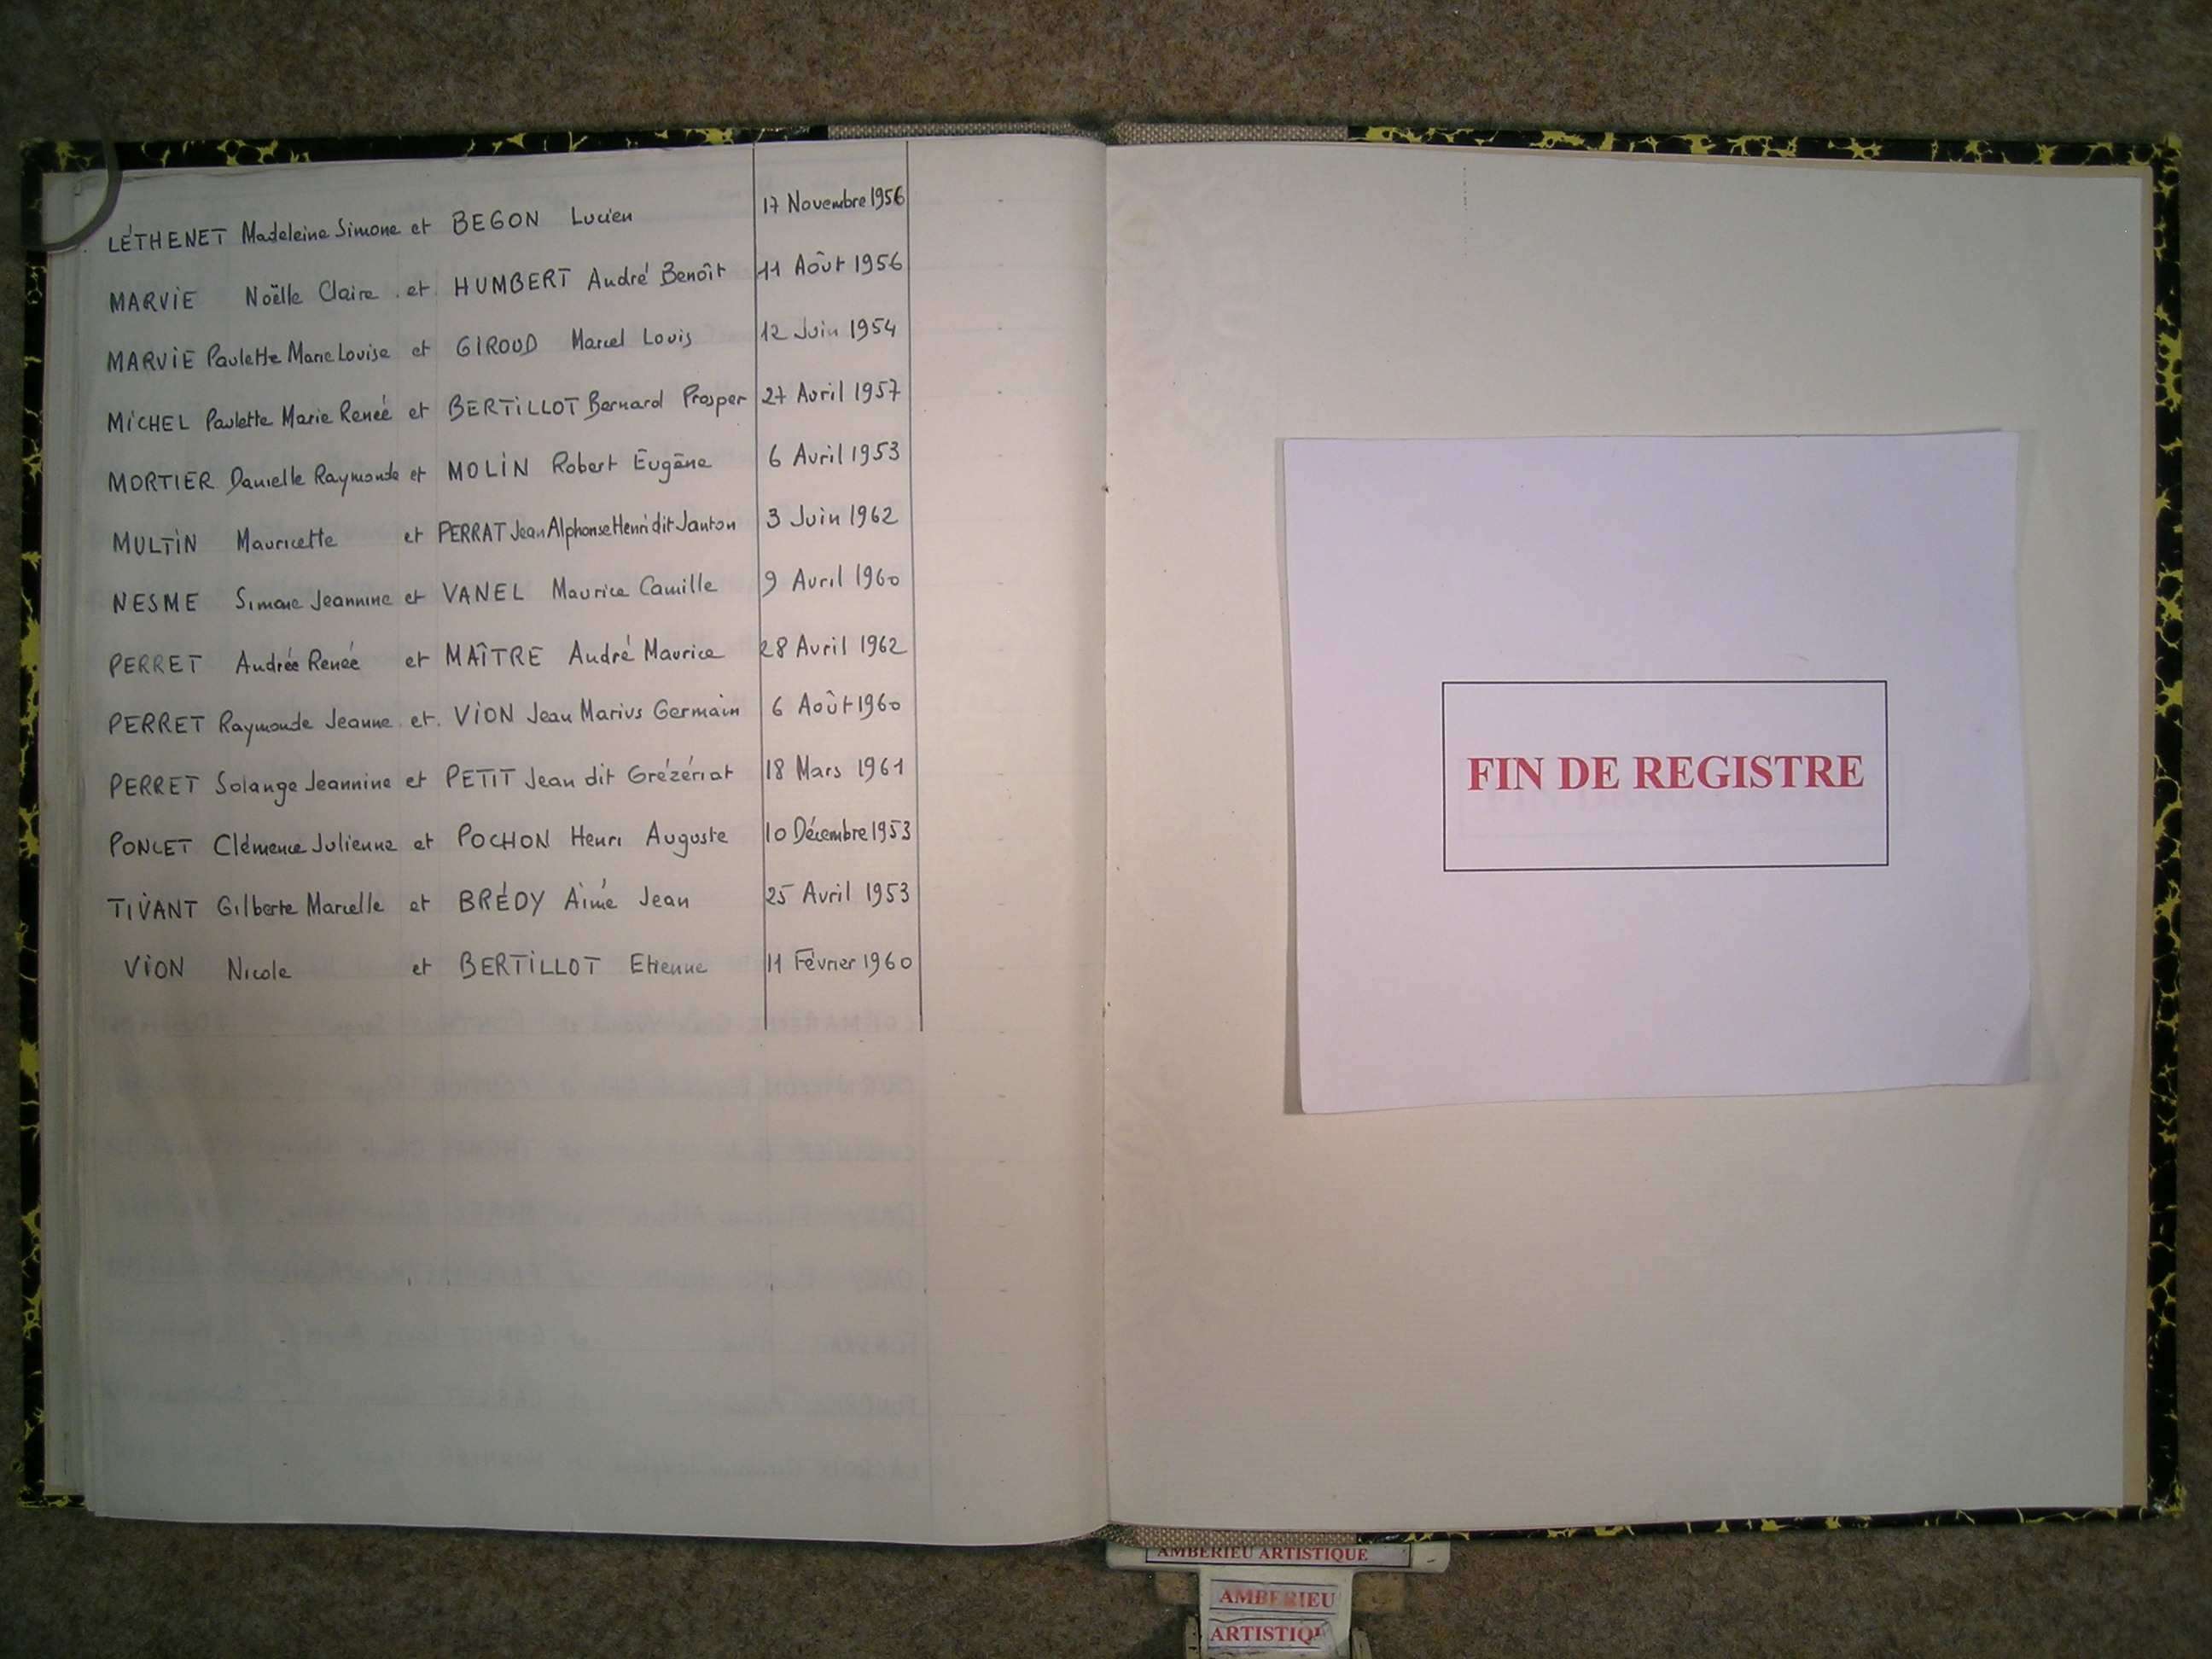 LÉTHENET Madeleine Simone et BEGON Lucien 17 Novembre 1956
MARVIE Noëlle Claire et HUMBERT André Benoît 11 Août 1956
MARVIE Paulette Marie Louise et GIROUD Marcel Louis 12 Juin 1954
MICHEL Paulette Marie Renée et BERTILLOT Bernard Prosper 27 Avril 1957
MORTIER Danielle Raymonde et MOLIN Robert Eugène 6 Avril 1953
MULTIN Mauricette et PERRAT Jean Alphonse Henri dit Janton 3 Juin 1962
NESME Simone Jeannine et VANEL Maurice Camille 9 Avril 1960
PERRET Andrée Renée et MAÎTRE André Maurice 28 Avril 1962
PERRET Raymonde Jeanne et VION Jean Marius Germain 6 Août 1960
PERRET Solange Jeannine et PETIT Jean dit Grézériat 18 Mars 1961
PONCET Clémence Julienne et POCHON Henri Auguste 10 Décembre 1953
TIVANT Gilberte Marcelle et BRÉDY Aimé Jean 25 Avril 1953
VION Nicole et BERTILLOT Etienne 11 Février 1960
FIN DE REGISTRE
AMBERIEU ARTISTIQUE
AMBERIEU
ARTISTIQU